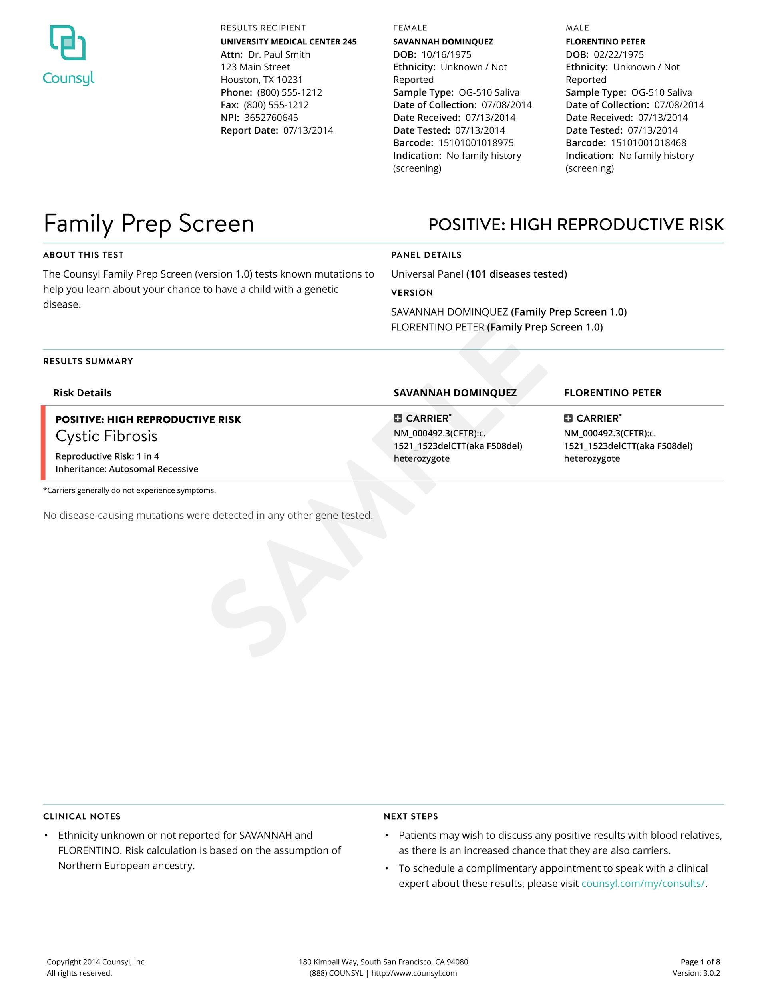 Counsyl
RESULTS RECIPIENT
UNIVERSITY MEDICAL CENTER 245
Attn: Dr. Paul Smith
123 Main Street
Houston, TX 10231
Phone: (800) 555-1212
Fax: (800) 555-1212
NPI: 3652760645
Report Date: 07/13/2014
FEMALE
SAVANNAH DOMINQUEZ
DOB: 10/16/1975
Ethnicity: Unknown / Not
Reported
Sample Type: OG-510 Saliva
Date of Collection: 07/08/2014
Date Received: 07/13/2014
Date Tested: 07/13/2014
Barcode: 15101001018975
Indication: No family history
(screening)
MALE
FLORENTINO PETER
DOB: 02/22/1975
Ethnicity: Unknown / Not
Reported
Sample Type: OG-510 Saliva
Date of Collection: 07/08/2014
Date Received: 07/13/2014
Date Tested: 07/13/2014
Barcode: 15101001018468
Indication: No family history
(screening)
Family Prep Screen
POSITIVE: HIGH REPRODUCTIVE RISK
ABOUT THIS TEST
The Counsyl Family Prep Screen (version 1.0) tests known mutations to
help you learn about your chance to have a child with a genetic
disease.
PANEL DETAILS
Universal Panel (101 diseases tested)
VERSION
SAVANNAH DOMINQUEZ (Family Prep Screen 1.0)
FLORENTINO PETER (Family Prep Screen 1.0)
RESULTS SUMMARY
Risk Details
SAVANNAH DOMINQUEZ
FLORENTINO PETER
POSITIVE: HIGH REPRODUCTIVE RISK
Cystic Fibrosis
Reproductive Risk: 1 in 4
Inheritance: Autosomal Recessive
CARRIER*
NM_000492.3(CFTR):c.
1521_1523delCTT(aka F508del)
heterozygote
CARRIER*
NM_000492.3(CFTR):c.
1521_1523delCTT(aka F508del)
heterozygote
*Carriers generally do not experience symptoms.
No disease-causing mutations were detected in any other gene tested.
SAMPLE
CLINICAL NOTES
• Ethnicity unknown or not reported for SAVANNAH and
FLORENTINO. Risk calculation is based on the assumption of
Northern European ancestry.
NEXT STEPS
• Patients may wish to discuss any positive results with blood relatives,
as there is an increased chance that they are also carriers.
• To schedule a complimentary appointment to speak with a clinical
expert about these results, please visit counsyl.com/my/consults/.
Copyright 2014 Counsyl, Inc
All rights reserved.
180 Kimball Way, South San Francisco, CA 94080
(888) COUNSYL | http://www.counsyl.com
Page 1 of 8
Version: 3.0.2